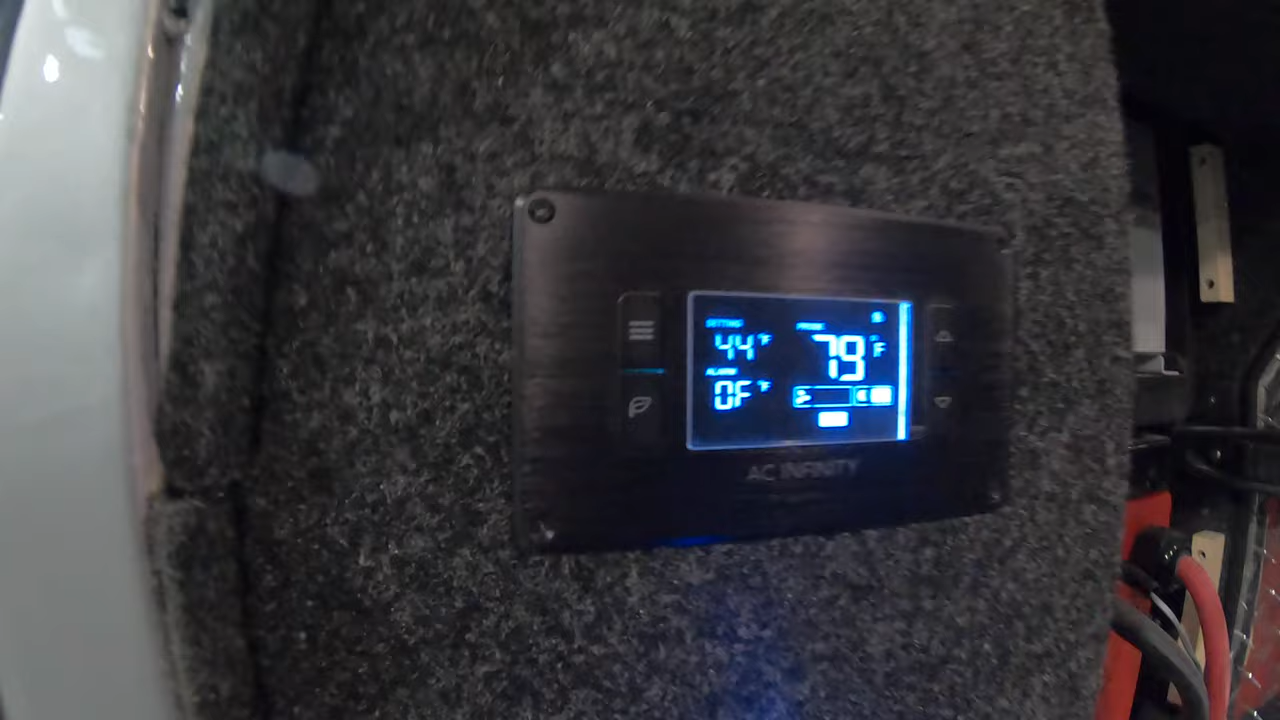 SETTING
44 °F
ALARM
OF °F
PROBE
79 °F
AC INFINITY